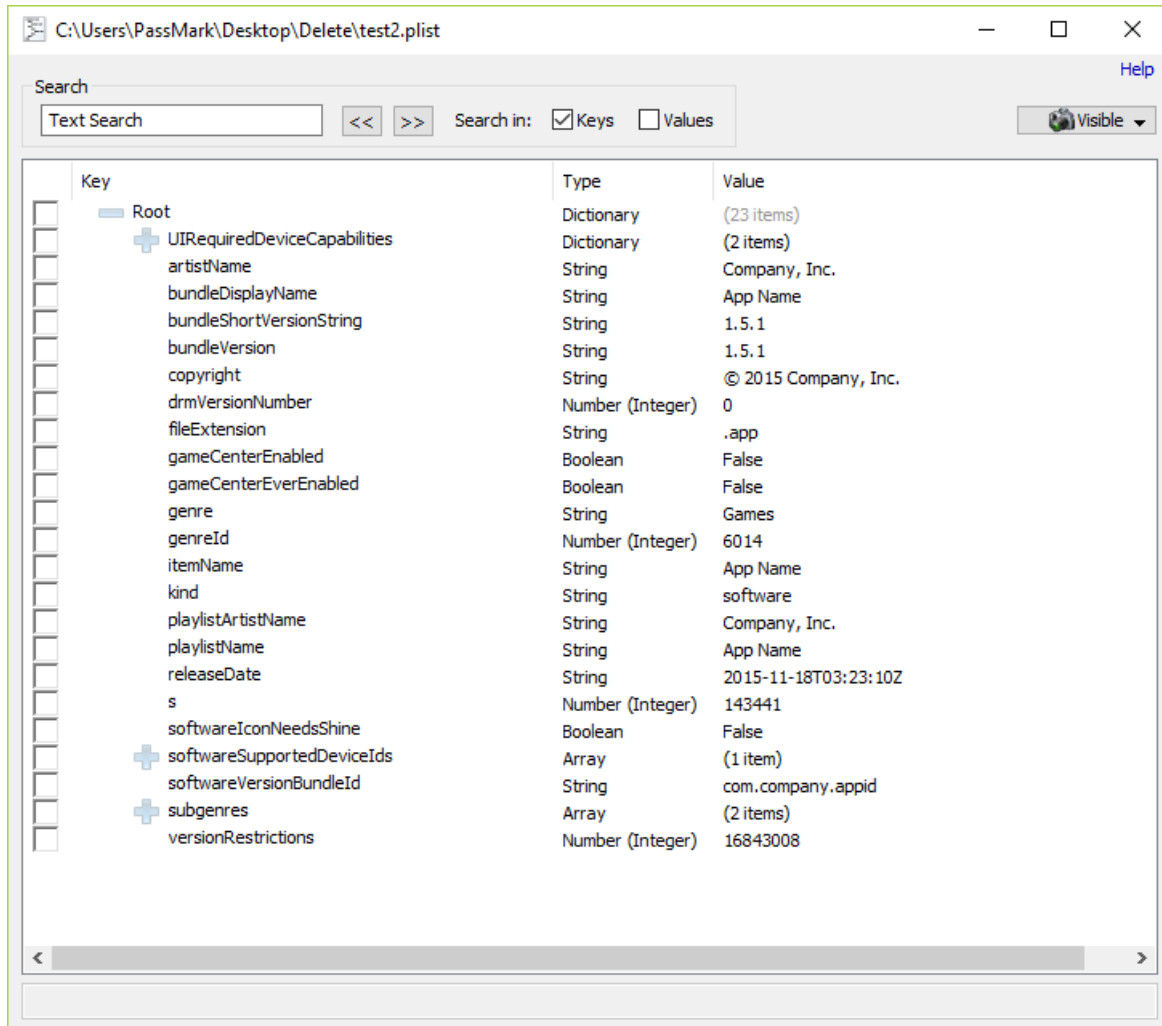 C:\Users\PassMark\Desktop\Delete\test2.plist
Help
Search
Text Search << >> Search in: Keys Values Visible
Key Type Value
Root Dictionary (23 items)
UIRequiredDeviceCapabilities Dictionary (2 items)
artistName String Company, Inc.
bundleDisplayName String App Name
bundleShortVersionString String 1.5.1
bundleVersion String 1.5.1
copyright String © 2015 Company, Inc.
drmVersionNumber Number (Integer) 0
fileExtension String .app
gameCenterEnabled Boolean False
gameCenterEverEnabled Boolean False
genre String Games
genreId Number (Integer) 6014
itemName String App Name
kind String software
playlistArtistName String Company, Inc.
playlistName String App Name
releaseDate String 2015-11-18T03:23:10Z
s Number (Integer) 143441
softwareIconNeedsShine Boolean False
softwareSupportedDeviceIds Array (1 item)
softwareVersionBundleId String com.company.appid
subgenres Array (2 items)
versionRestrictions Number (Integer) 16843008